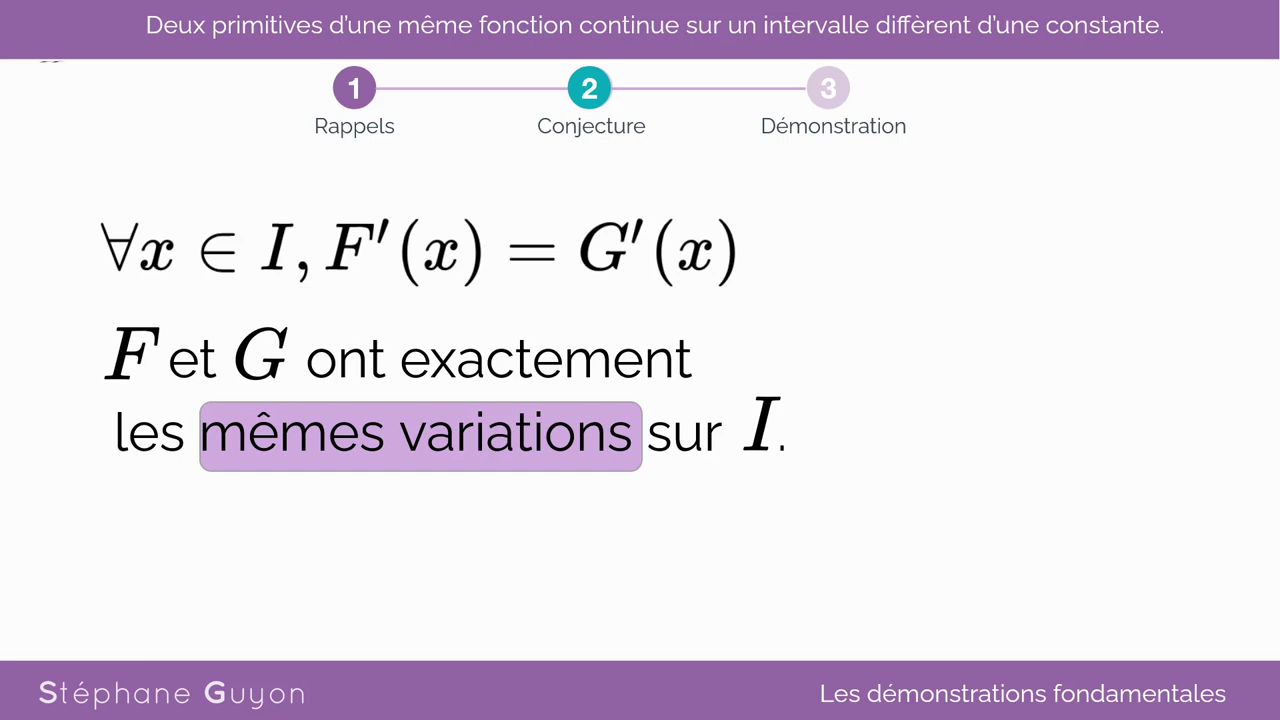 Deux primitives d’une même fonction continue sur un intervalle diffèrent d’une constante.
1 2 3
Rappels Conjecture Démonstration
∀x ∈ I, F′(x) = G′(x)
F et G ont exactement
les mêmes variations sur I.
Stéphane Guyon Les démonstrations fondamentales